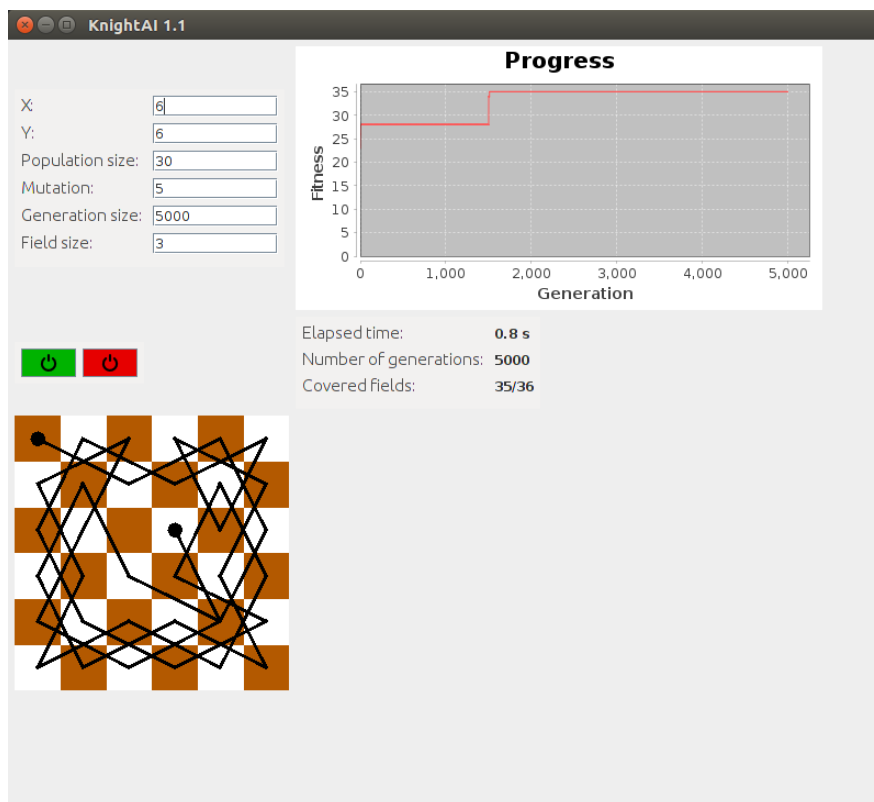 KnightAI 1.1
X: 6
Y: 6
Population size: 30
Mutation: 5
Generation size: 5000
Field size: 3
Progress
Fitness
35
30
25
20
15
10
5
0
0 1,000 2,000 3,000 4,000 5,000
Generation
Elapsed time: 0.8 s
Number of generations: 5000
Covered fields: 35/36